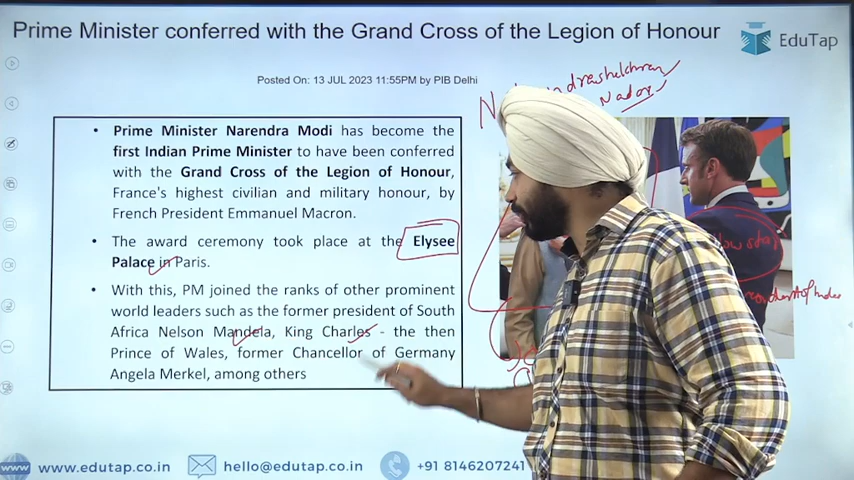 Prime Minister conferred with the Grand Cross of the Legion of Honour
EduTap
Posted On: 13 JUL 2023 11:55PM by PIB Delhi
Nador
• Prime Minister Narendra Modi has become the
first Indian Prime Minister to have been conferred
with the Grand Cross of the Legion of Honour,
France's highest civilian and military honour, by
French President Emmanuel Macron.
• The award ceremony took place at the Elysee
Palace in Paris.
• With this, PM joined the ranks of other prominent
world leaders such as the former president of South
Africa Nelson Mandela, King Charles - the then
Prince of Wales, former Chancellor of Germany
Angela Merkel, among others
www.edutap.co.in
hello@edutap.co.in
+91 8146207241